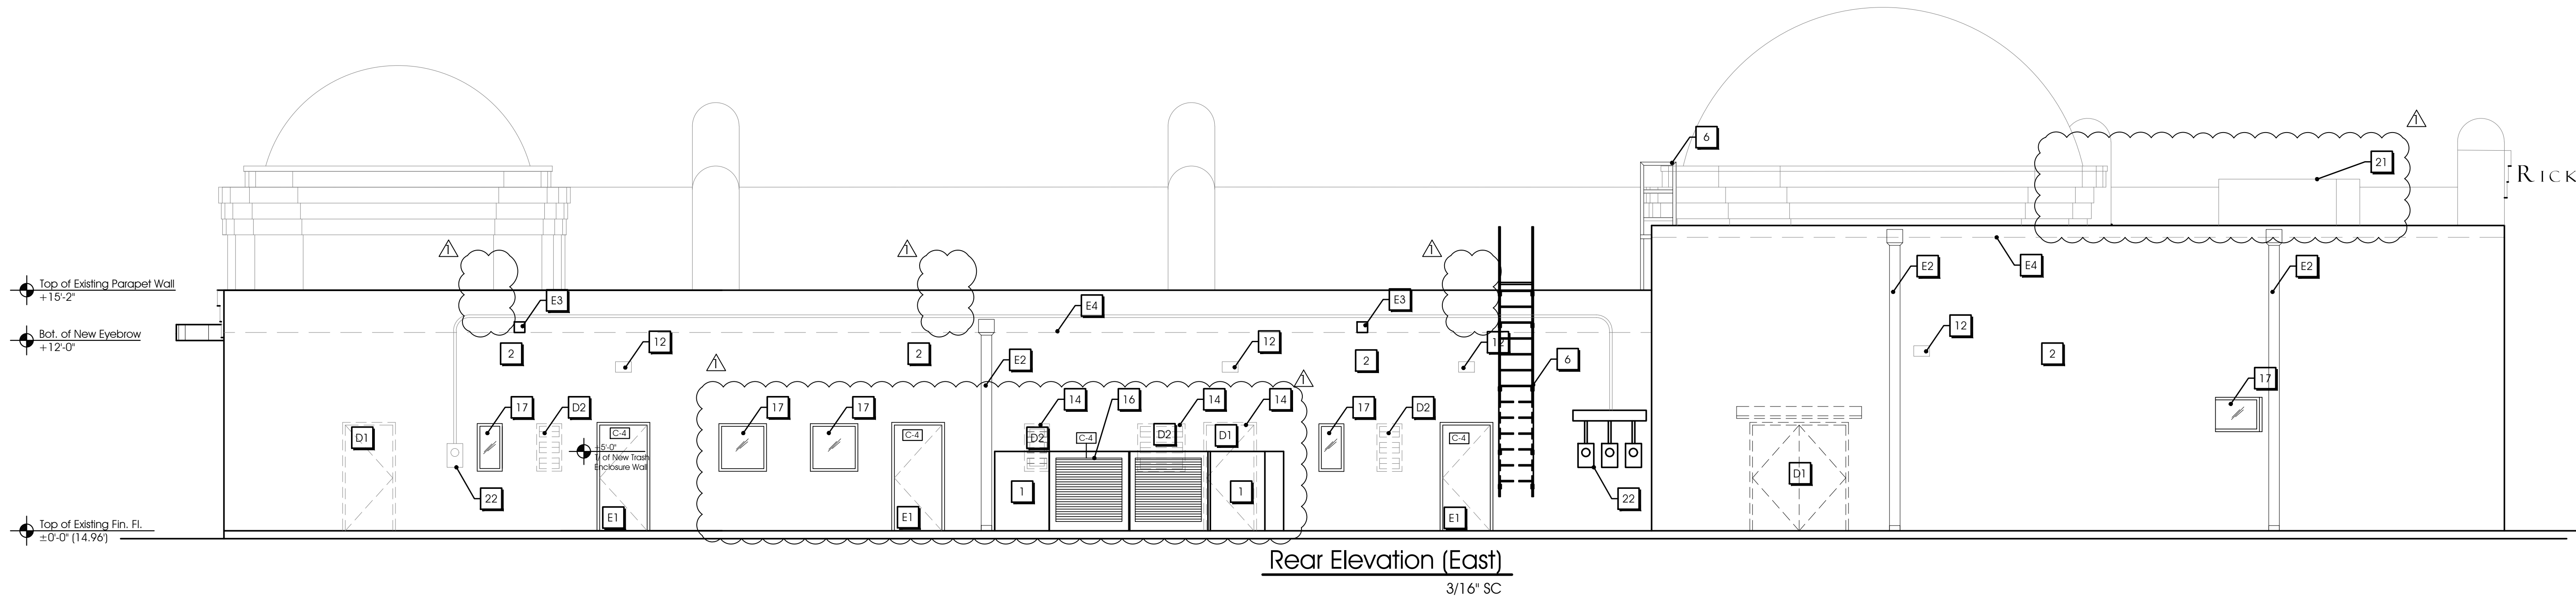 1
6
21
RICK
1
1
1
Top of Existing Parapet Wall
+15'-2"
E3
E4
E3
E2
E4
E2
Bot. of New Eyebrow
+12'-0"
2
12
2
E2
12
2
12
6
12
2
1
1
17
D2
17
17
14
16
14
14
17
D2
17
D1
C-4
C-4
D2
C-4
D2
D1
C-4
+5'-0"
T/ of New Trash
Enclosure Wall
22
1
1
22
D1
E1
E1
E1
Top of Existing Fin. Fl.
±0'-0" (14.96')
Rear Elevation (East)
3/16" SC